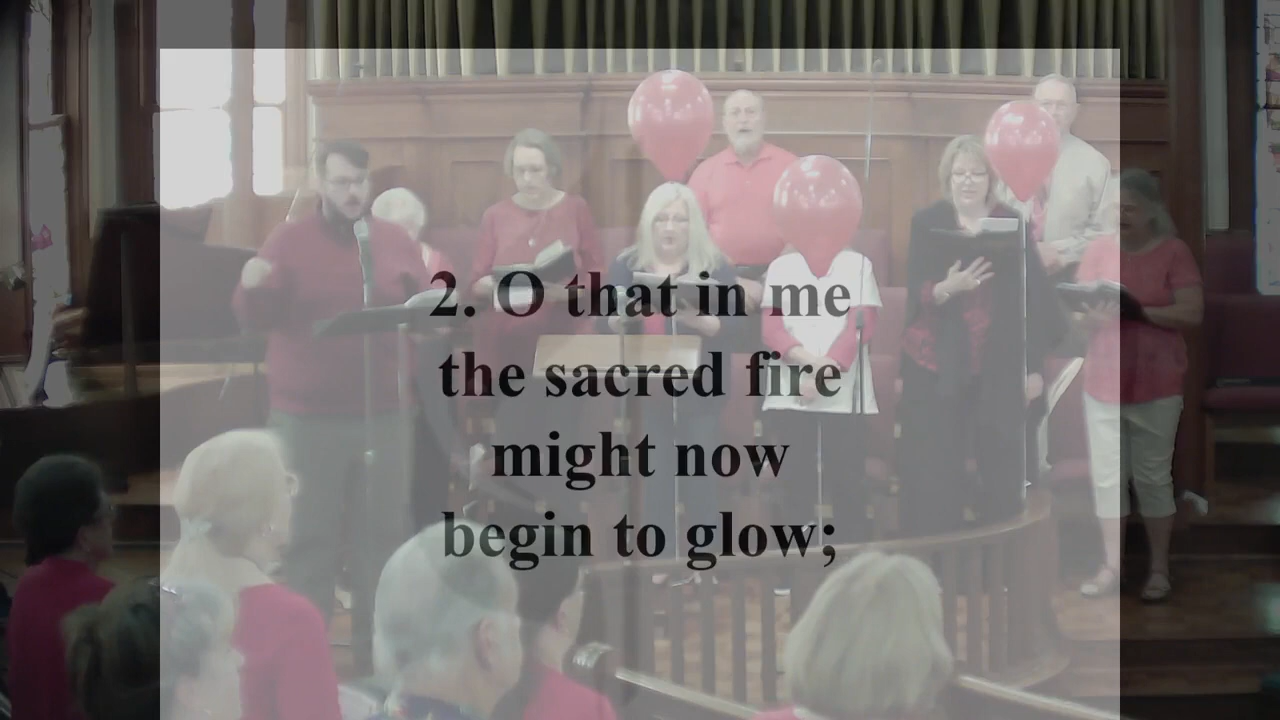 2. O that in me
the sacred fire
might now
begin to glow;